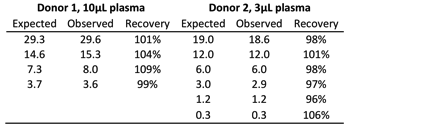 Donor 1, 10µL plasma Donor 2, 3µL plasma
Expected Observed Recovery Expected Observed Recovery
29.3 29.6 101% 19.0 18.6 98%
14.6 15.3 104% 12.0 12.0 101%
7.3 8.0 109% 6.0 6.0 98%
3.7 3.6 99% 3.0 2.9 97%
1.2 1.2 96%
0.3 0.3 106%